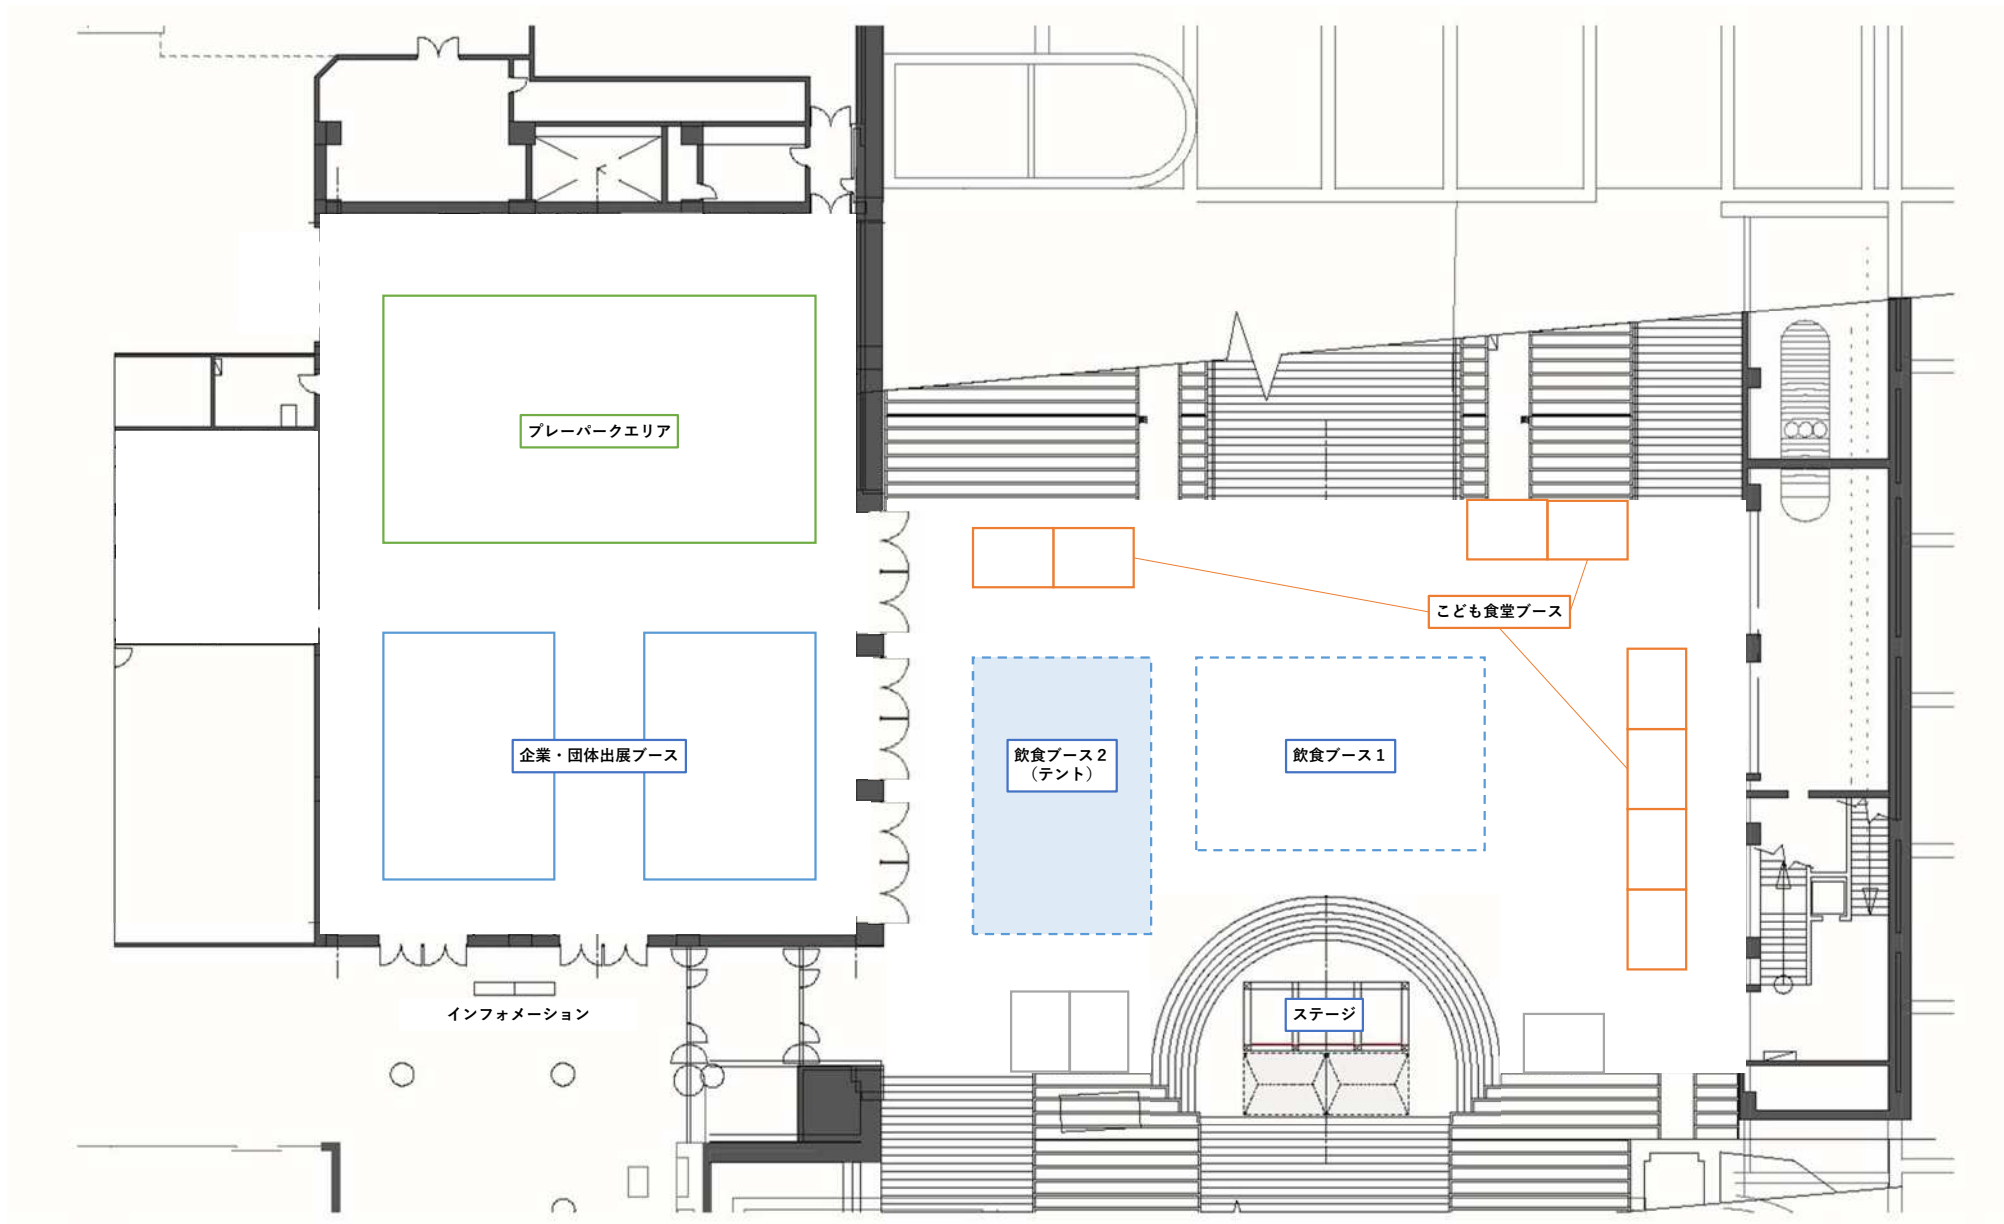 プレーパークエリア
こども食堂ブース
企業・団体出展ブース
飲食ブース２
（テント）
飲食ブース１
インフォメーション
ステージ